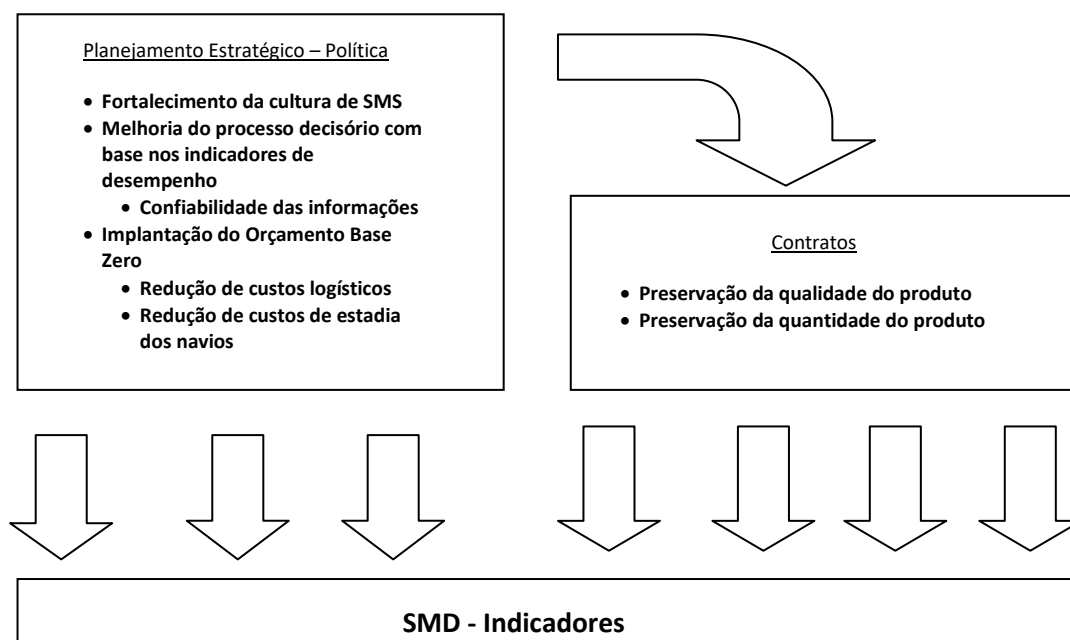 Planejamento Estratégico – Política
• Fortalecimento da cultura de SMS
• Melhoria do processo decisório com
base nos indicadores de
desempenho
• Confiabilidade das informações
• Implantação do Orçamento Base
Zero
• Redução de custos logísticos
• Redução de custos de estadia
dos navios
Contratos
• Preservação da qualidade do produto
• Preservação da quantidade do produto
SMD - Indicadores